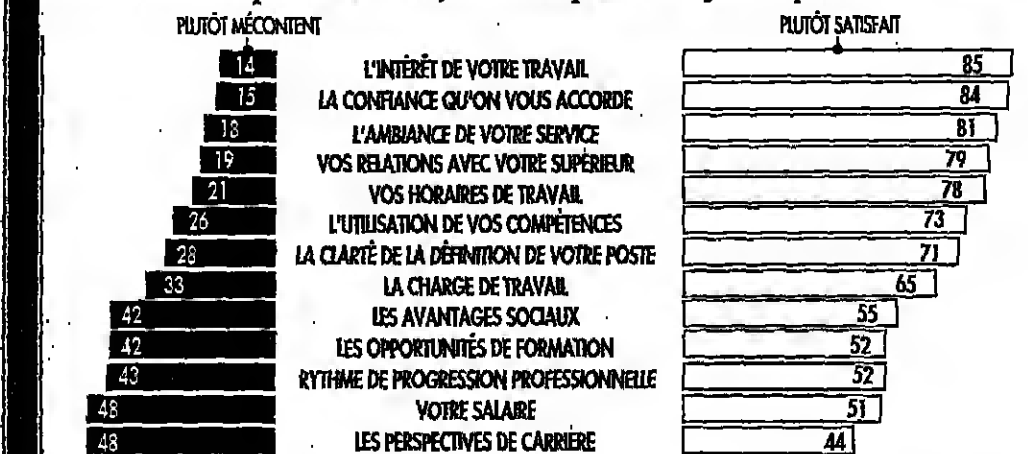 PLUTÔT MÉCONTENT PLUTÔT SATISFAIT
14 L'INTÉRÊT DE VOTRE TRAVAIL 85
15 LA CONFIANCE QU'ON VOUS ACCORDE 84
18 L'AMBIANCE DE VOTRE SERVICE 81
19 VOS RELATIONS AVEC VOTRE SUPÉRIEUR 79
21 VOS HORAIRES DE TRAVAIL 78
26 L'UTILISATION DE VOS COMPÉTENCES 73
28 LA CLARTÉ DE LA DÉFINITION DE VOTRE POSTE 71
33 LA CHARGE DE TRAVAIL 65
42 LES AVANTAGES SOCIAUX 55
42 LES OPPORTUNITÉS DE FORMATION 52
43 RYTHME DE PROGRESSION PROFESSIONNELLE 52
48 VOTRE SALAIRE 51
48 LES PERSPECTIVES DE CARRIÈRE 44